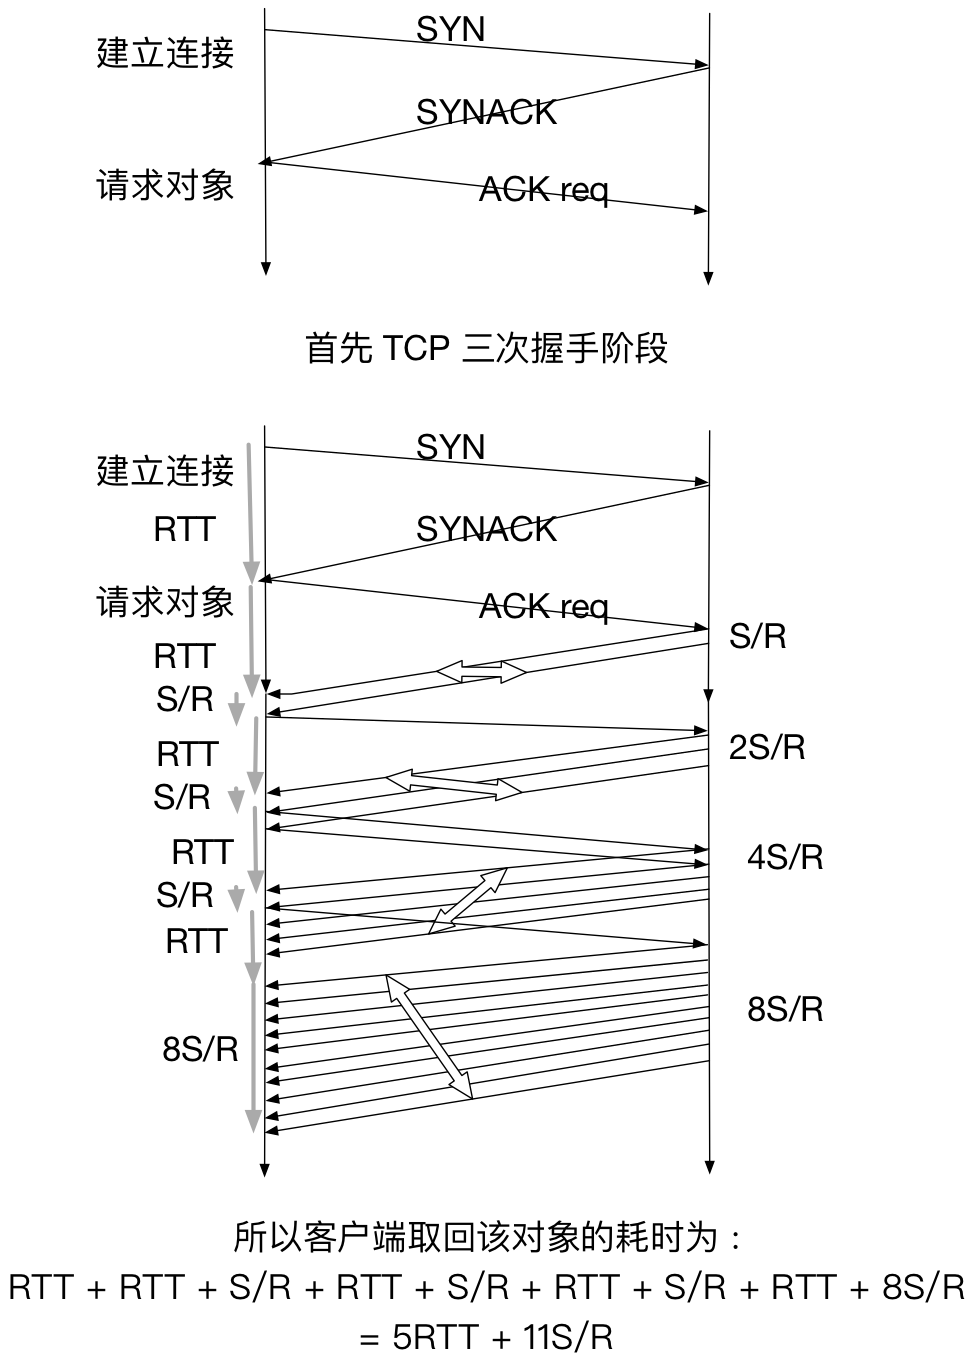 建立连接
SYN
SYNACK
请求对象
ACK req
首先 TCP 三次握手阶段
建立连接
SYN
RTT
SYNACK
请求对象
ACK req
S/R
RTT
S/R
RTT
2S/R
S/R
RTT
4S/R
S/R
RTT
8S/R
8S/R
所以客户端取回该对象的耗时为：
RTT + RTT + S/R + RTT + S/R + RTT + S/R + RTT + 8S/R
= 5RTT + 11S/R